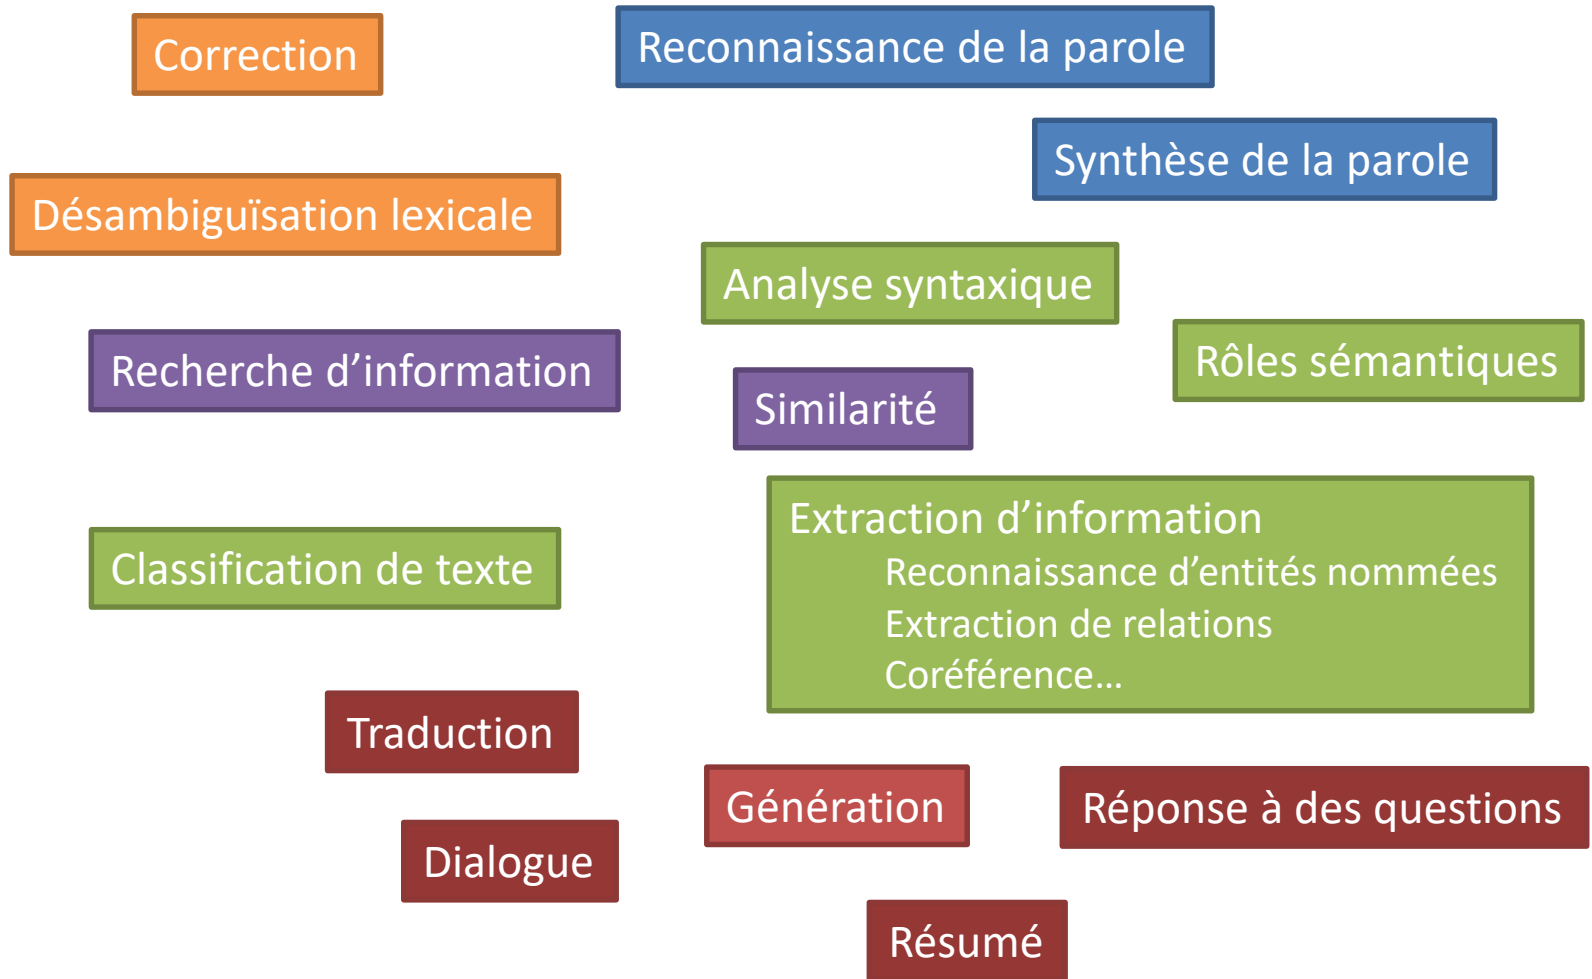 Correction
Reconnaissance de la parole
Synthèse de la parole
Désambiguïsation lexicale
Analyse syntaxique
Recherche d’information
Rôles sémantiques
Similarité
Extraction d’information
Reconnaissance d’entités nommées
Extraction de relations
Coréférence…
Classification de texte
Traduction
Génération
Réponse à des questions
Dialogue
Résumé